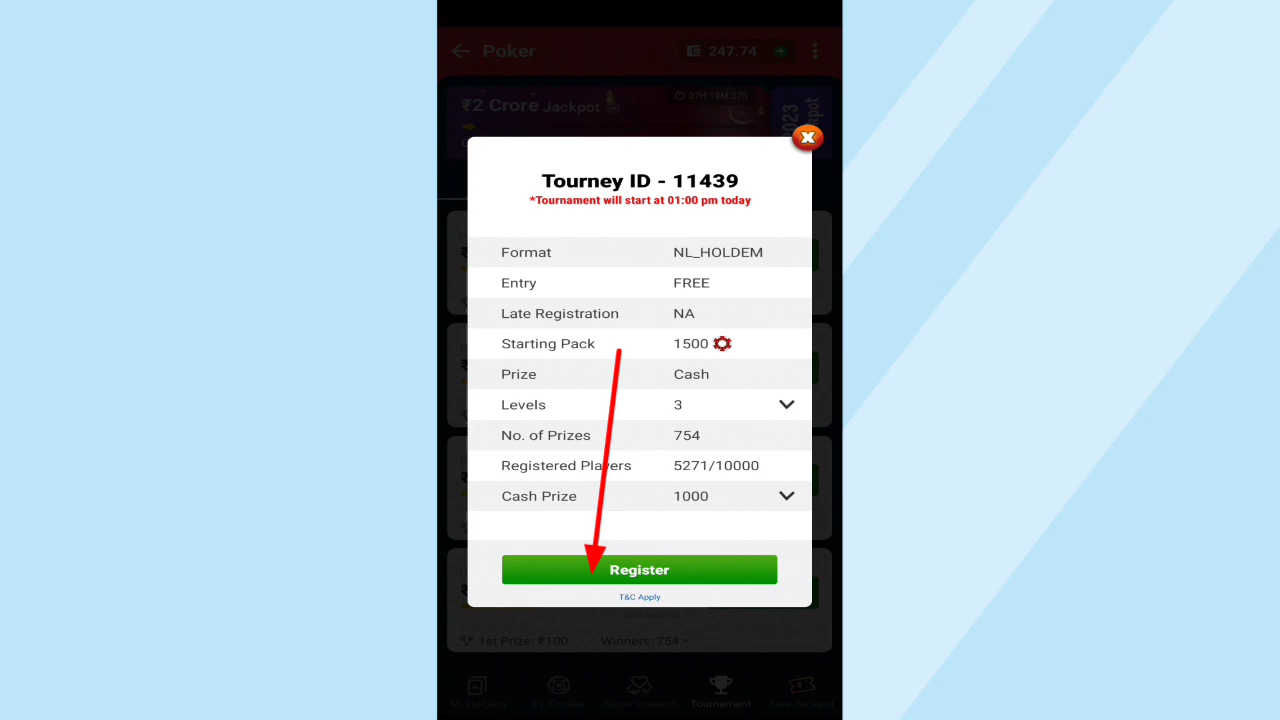 Poker
247.74
₹2 Crore Jackpot
07H:19M:27S
Tourney ID - 11439
*Tournament will start at 01:00 pm today
Format NL_HOLDEM
Entry FREE
Late Registration NA
Starting Pack 1500
Prize Cash
Levels 3
No. of Prizes 754
Registered Players 5271/10000
Cash Prize 1000
Register
T&C Apply
1st Prize: ₹100 Winners: 754
NL Holdem PL Omaha Super Holdem Tournament Free Jackpot